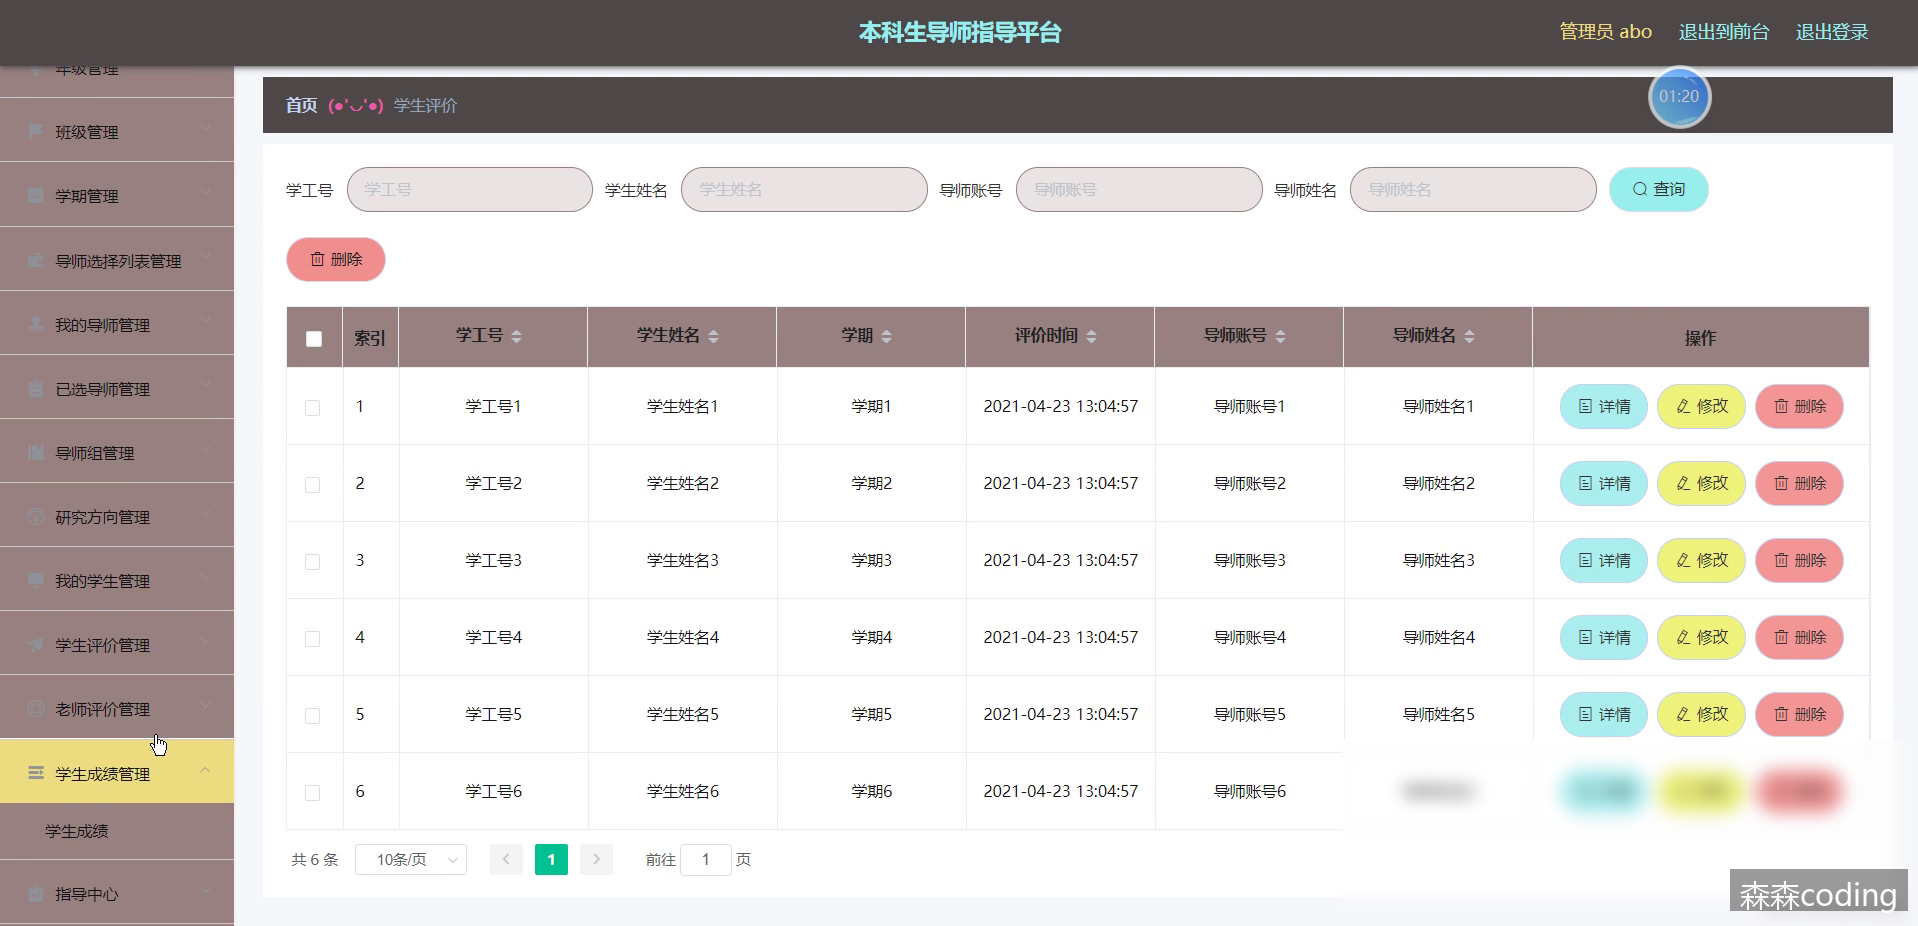 本科生导师指导平台
管理员 abo 退出到前台 退出登录
年级管理
班级管理
学期管理
导师选择列表管理
我的导师管理
已选导师管理
导师组管理
研究方向管理
我的学生管理
学生评价管理
老师评价管理
学生成绩管理
学生成绩
指导中心
首页 (●'◡'●) 学生评价
01:20
学工号 学工号 学生姓名 学生姓名 导师账号 导师账号 导师姓名 导师姓名 查询
删除
索引 学工号 学生姓名 学期 评价时间 导师账号 导师姓名 操作
1 学工号1 学生姓名1 学期1 2021-04-23 13:04:57 导师账号1 导师姓名1 详情 修改 删除
2 学工号2 学生姓名2 学期2 2021-04-23 13:04:57 导师账号2 导师姓名2 详情 修改 删除
3 学工号3 学生姓名3 学期3 2021-04-23 13:04:57 导师账号3 导师姓名3 详情 修改 删除
4 学工号4 学生姓名4 学期4 2021-04-23 13:04:57 导师账号4 导师姓名4 详情 修改 删除
5 学工号5 学生姓名5 学期5 2021-04-23 13:04:57 导师账号5 导师姓名5 详情 修改 删除
6 学工号6 学生姓名6 学期6 2021-04-23 13:04:57 导师账号6
共 6 条 10条/页 1 前往 1 页
森森coding